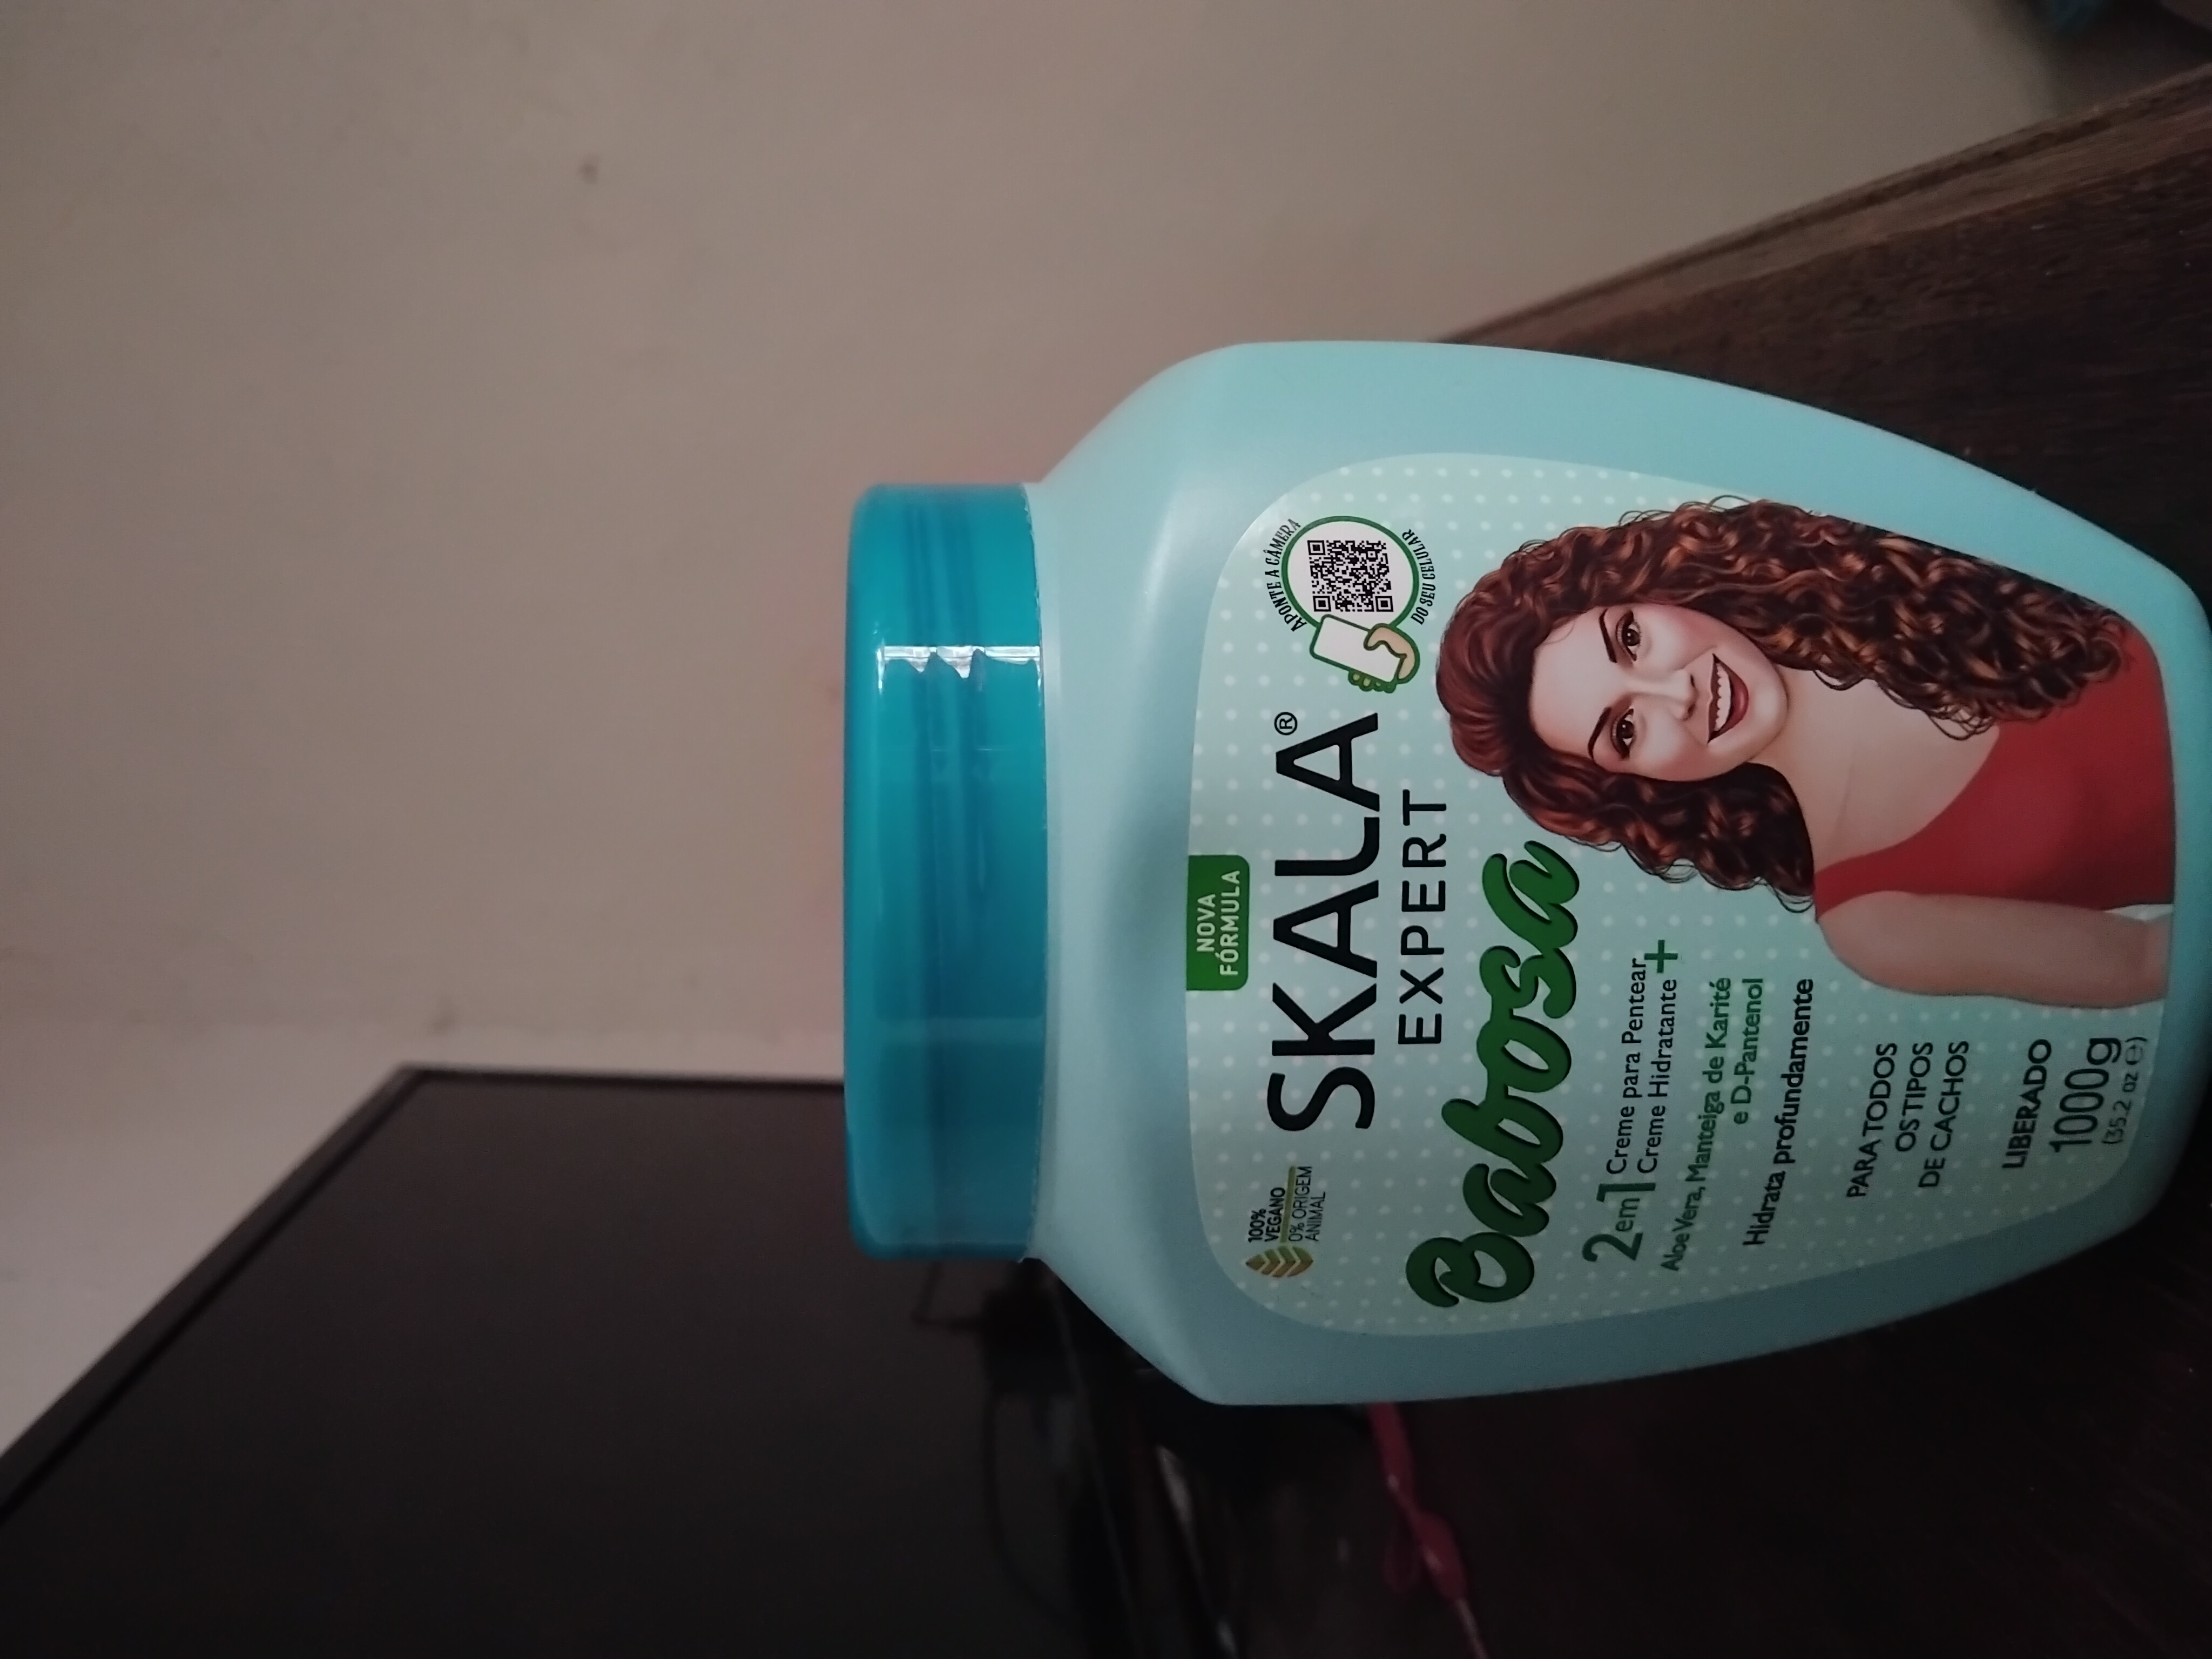 NOVA
FÓRMULA
100%
VEGANO
0% ORIGEM
ANIMAL
SKALA®
EXPERT
APONTE A CÂMERA
DO SEU CELULAR
Babosa
2em1 Creme para Pentear
Creme Hidratante +
Aloe Vera, Manteiga de Karité
e D-Pantenol
Hidrata profundamente
PARA TODOS
OS TIPOS
DE CACHOS
LIBERADO
1000g
(35.2 oz ℮)